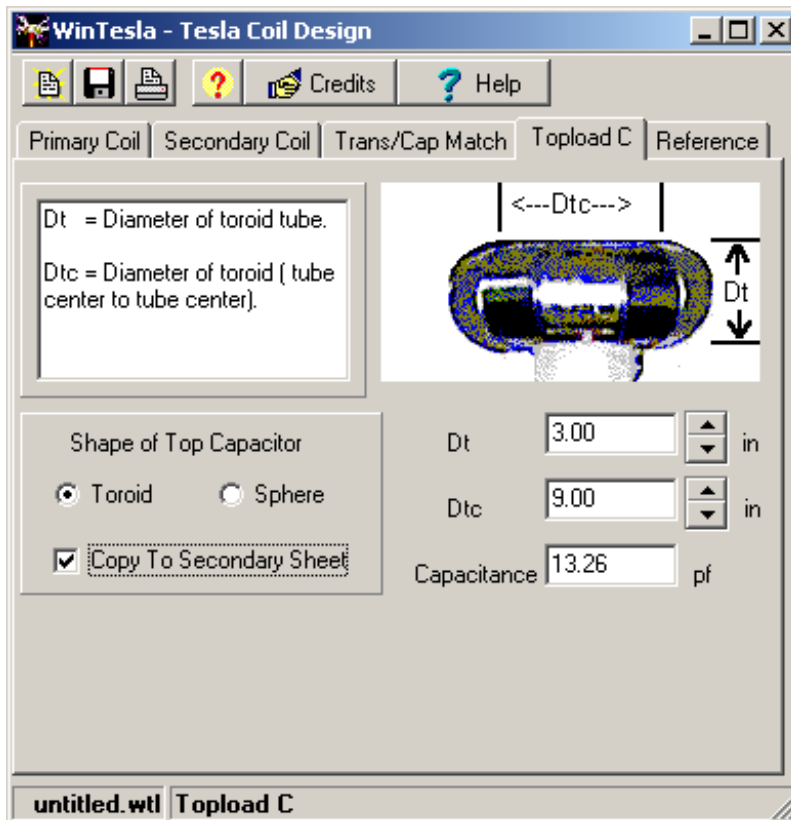 WinTesla - Tesla Coil Design
? Credits ? Help
Primary Coil Secondary Coil Trans/Cap Match Topload C Reference
Dt = Diameter of toroid tube.
Dtc = Diameter of toroid ( tube
center to tube center).
<---Dtc--->
Dt
Shape of Top Capacitor
Toroid Sphere
Copy To Secondary Sheet
Dt 3.00 in
Dtc 9.00 in
Capacitance 13.26 pf
untitled.wtl Topload C